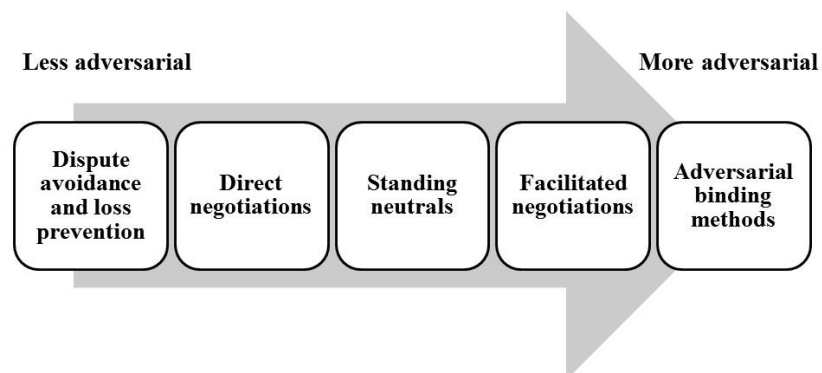 Less adversarial
More adversarial
Dispute
avoidance
and loss
prevention
Direct
negotiations
Standing
neutrals
Facilitated
negotiations
Adversarial
binding
methods